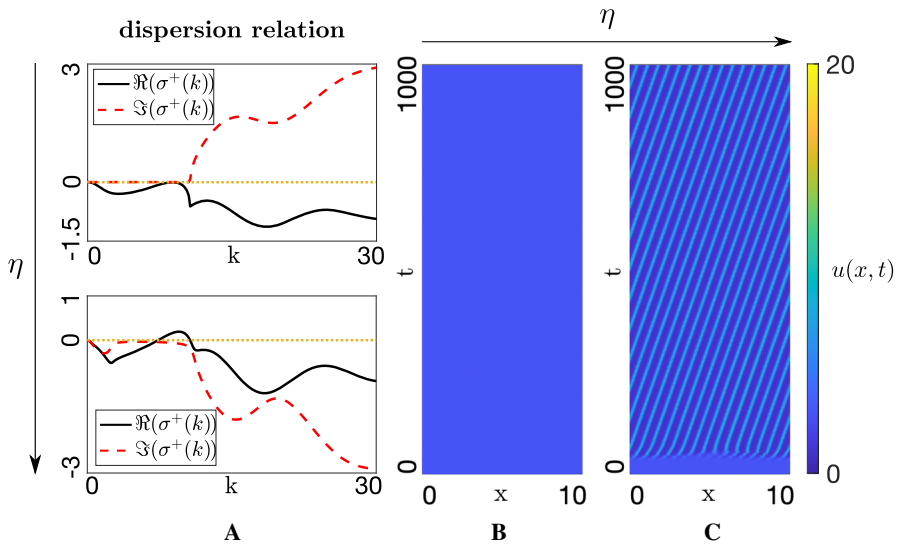 dispersion relation
η
3
0
-1.5
ℜ(σ⁺(k))
ℑ(σ⁺(k))
0
k
30
η
1
0
-3
ℜ(σ⁺(k))
ℑ(σ⁺(k))
0
k
30
A
1000
t
0
0
x
10
B
1000
t
0
0
x
10
C
20
u(x, t)
0